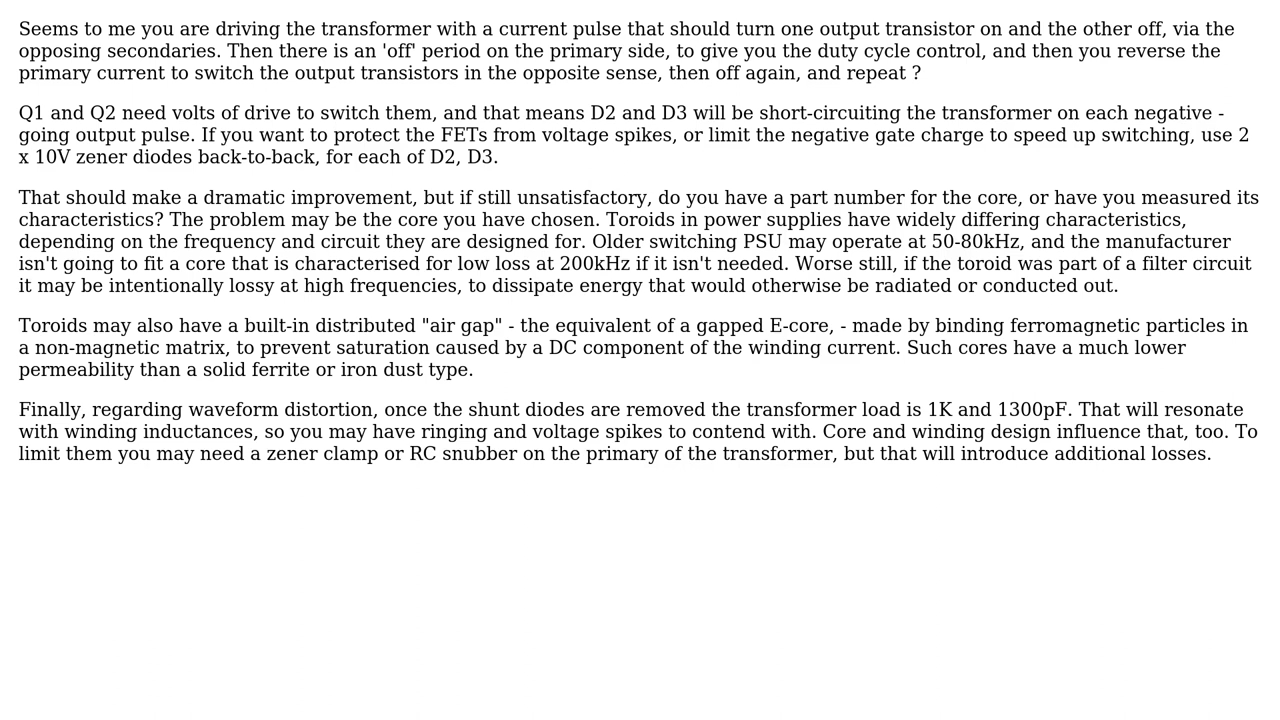 Seems to me you are driving the transformer with a current pulse that should turn one output transistor on and the other off, via the
opposing secondaries. Then there is an 'off' period on the primary side, to give you the duty cycle control, and then you reverse the
primary current to switch the output transistors in the opposite sense, then off again, and repeat ?
Q1 and Q2 need volts of drive to switch them, and that means D2 and D3 will be short-circuiting the transformer on each negative -
going output pulse. If you want to protect the FETs from voltage spikes, or limit the negative gate charge to speed up switching, use 2
x 10V zener diodes back-to-back, for each of D2, D3.
That should make a dramatic improvement, but if still unsatisfactory, do you have a part number for the core, or have you measured its
characteristics? The problem may be the core you have chosen. Toroids in power supplies have widely differing characteristics,
depending on the frequency and circuit they are designed for. Older switching PSU may operate at 50-80kHz, and the manufacturer
isn't going to fit a core that is characterised for low loss at 200kHz if it isn't needed. Worse still, if the toroid was part of a filter circuit
it may be intentionally lossy at high frequencies, to dissipate energy that would otherwise be radiated or conducted out.
Toroids may also have a built-in distributed "air gap" - the equivalent of a gapped E-core, - made by binding ferromagnetic particles in
a non-magnetic matrix, to prevent saturation caused by a DC component of the winding current. Such cores have a much lower
permeability than a solid ferrite or iron dust type.
Finally, regarding waveform distortion, once the shunt diodes are removed the transformer load is 1K and 1300pF. That will resonate
with winding inductances, so you may have ringing and voltage spikes to contend with. Core and winding design influence that, too. To
limit them you may need a zener clamp or RC snubber on the primary of the transformer, but that will introduce additional losses.